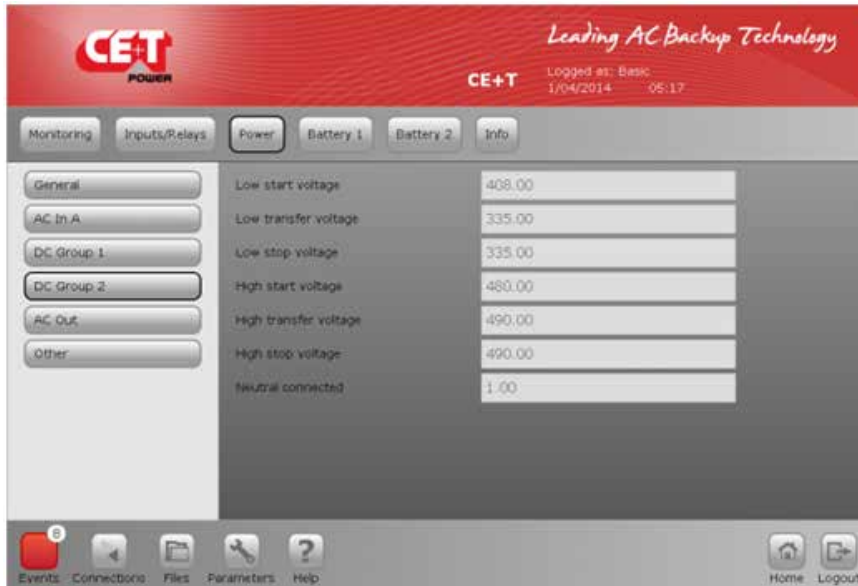 CE+T
POWER
Leading AC Backup Technology
CE+T
Logged as: Basic
1/04/2014 05:17
Monitoring Inputs/Relays Power Battery 1 Battery 2 Info
General
AC In A
DC Group 1
DC Group 2
AC Out
Other
Low start voltage 408.00
Low transfer voltage 335.00
Low stop voltage 335.00
High start voltage 480.00
High transfer voltage 490.00
High stop voltage 490.00
Neutral connected 1.00
8
Events Connections Files Parameters Help Home Logout